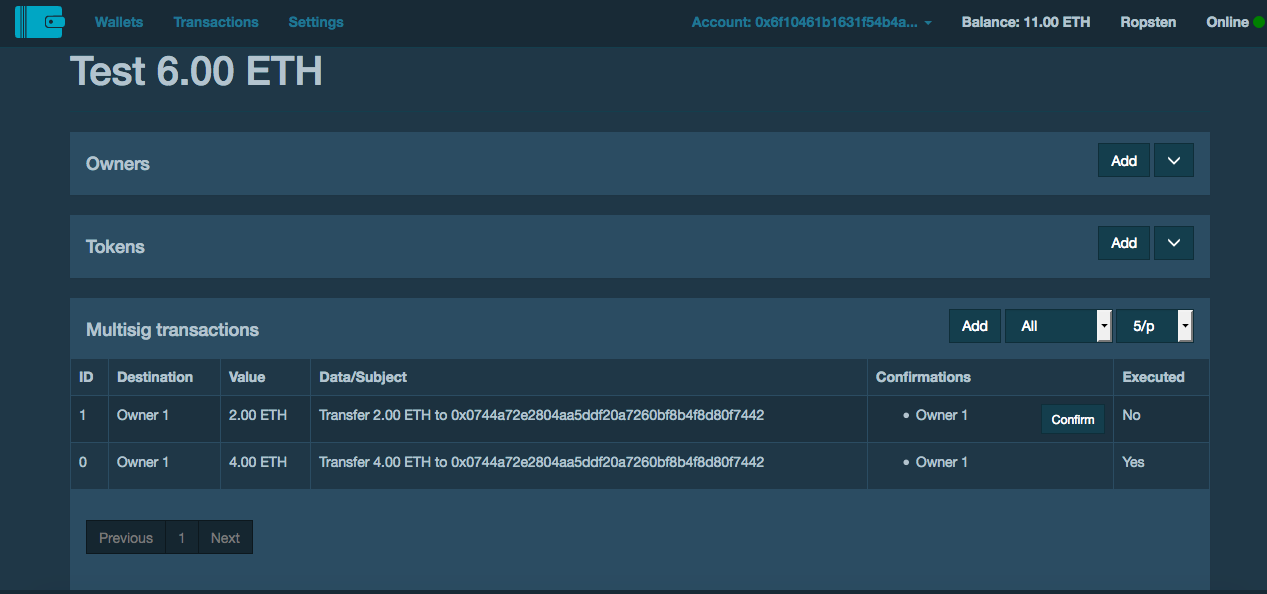 Wallets Transactions Settings Account: 0x6f10461b1631f54b4a... Balance: 11.00 ETH Ropsten Online
Test 6.00 ETH
Owners Add
Tokens Add
Multisig transactions Add All 5/p
ID Destination Value Data/Subject Confirmations Executed
1 Owner 1 2.00 ETH Transfer 2.00 ETH to 0x0744a72e2804aa5ddf20a7260bf8b4f8d80f7442 • Owner 1 Confirm No
0 Owner 1 4.00 ETH Transfer 4.00 ETH to 0x0744a72e2804aa5ddf20a7260bf8b4f8d80f7442 • Owner 1 Yes
Previous 1 Next